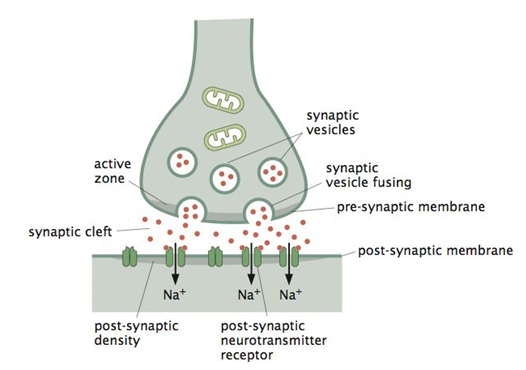 synaptic
vesicles
active
zone
synaptic
vesicle fusing
pre-synaptic membrane
synaptic cleft
post-synaptic membrane
Na+
Na+
Na+
post-synaptic
density
post-synaptic
neurotransmitter
receptor